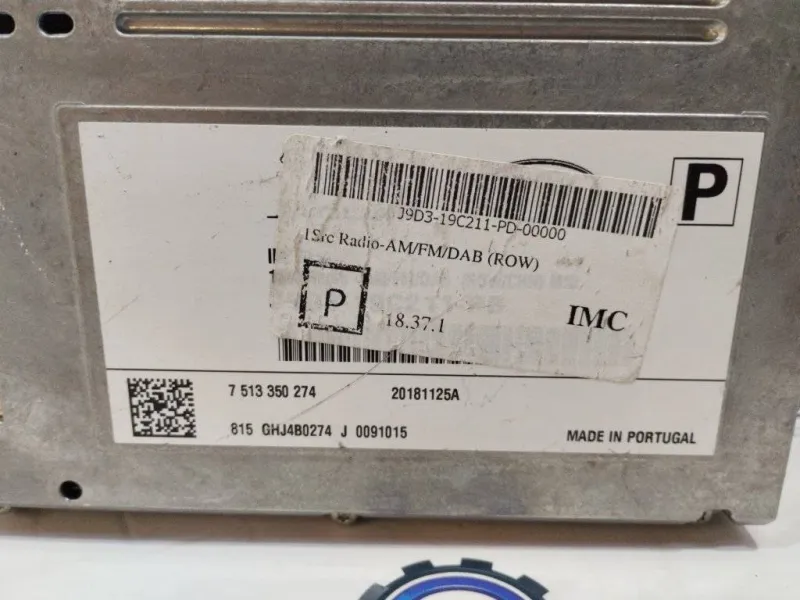 P
J9D3-19C211-PD-00000
1Src Radio-AM/FM/DAB (ROW)
P
18.37.1
IMC
7 513 350 274
20181125A
815 GHJ4B0274 J 0091015
MADE IN PORTUGAL